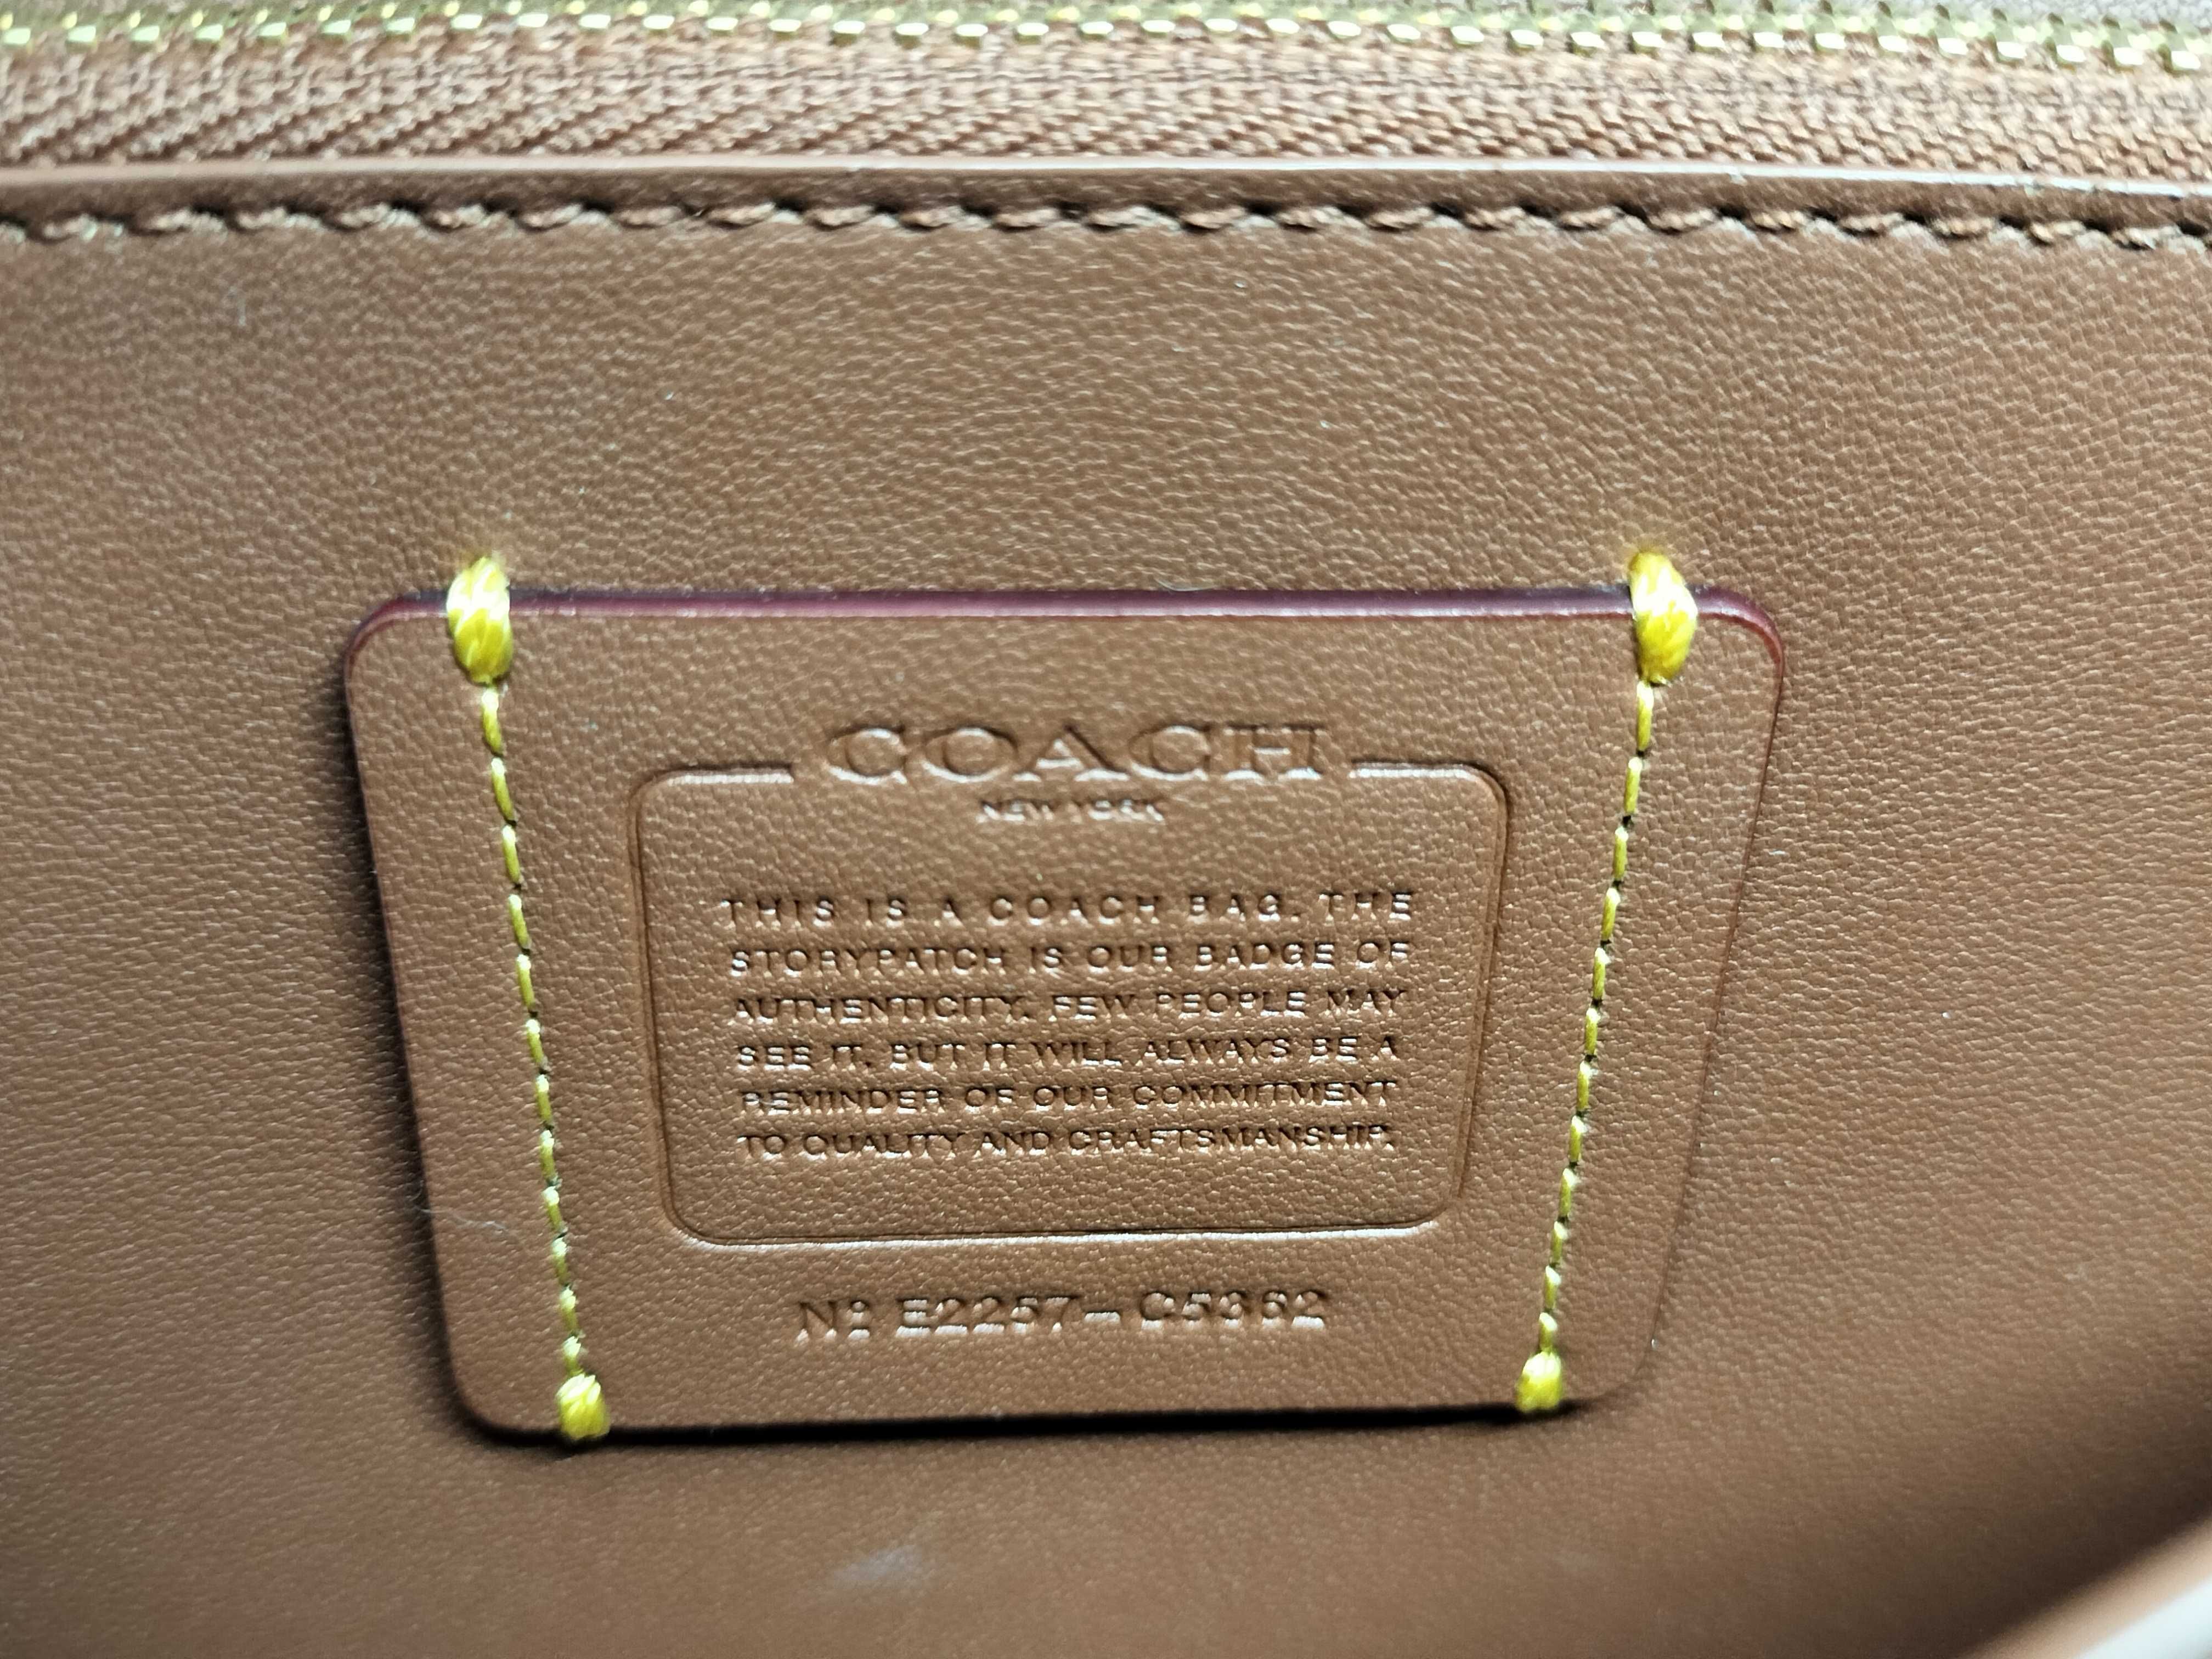 COACH
NEW YORK
THIS IS A COACH BAG. THE
STORYPATCH IS OUR BADGE OF
AUTHENTICITY. FEW PEOPLE MAY
SEE IT, BUT IT WILL ALWAYS BE A
REMINDER OF OUR COMMITMENT
TO QUALITY AND CRAFTSMANSHIP.
Nº E2257-C5362